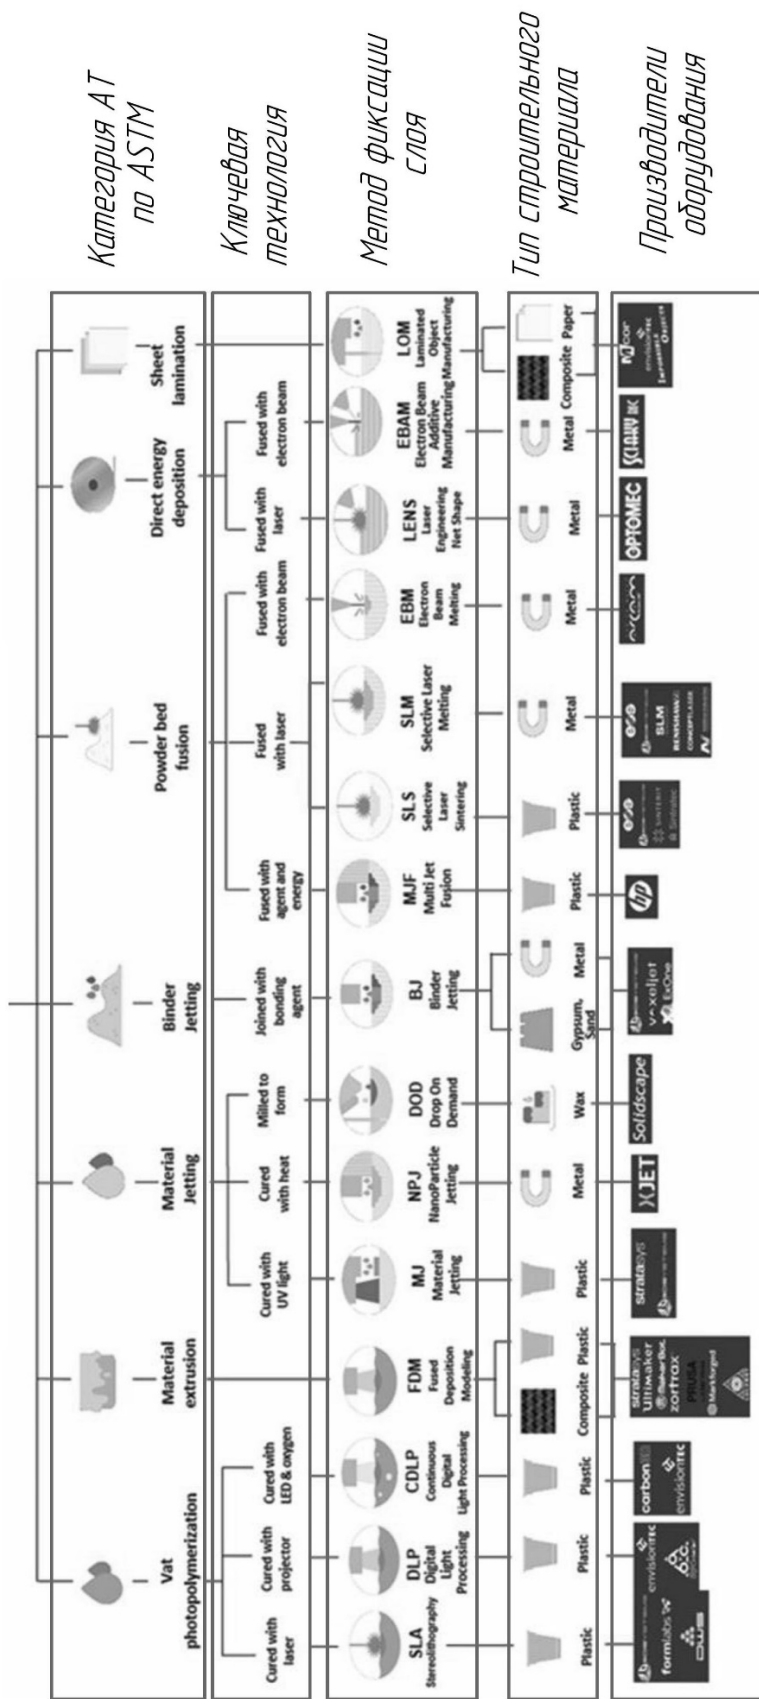 Категория АТ
по ASTM
Ключевая
технология
Метод фиксации
слоя
Тип строительного
материала
Производители
оборудования
Vat
photopolymerization
Material
extrusion
Material
Jetting
Binder
Jetting
Powder bed
fusion
Direct energy
deposition
Sheet
lamination
Cured with
laser
Cured with
projector
Cured with
LED & oxygen
Cured with
UV light
Cured
with heat
Milled to
form
Joined with
bonding
agent
Fused with
agent and
energy
Fused
with laser
Fused with
electron beam
Fused with
laser
Fused with
electron beam
SLA
Stereolithography
DLP
Digital
Light
Processing
CDLP
Continuous
Digital
Light Processing
FDM
Fused
Deposition
Modeling
MJ
Material
Jetting
NPJ
NanoParticle
Jetting
DOD
Drop On
Demand
BJ
Binder
Jetting
MJF
Multi Jet
Fusion
SLS
Selective
Laser
Sintering
SLM
Selective Laser
Melting
EBM
Electron
Beam
Melting
LENS
Laser
Engineering
Net Shape
EBAM
Electron Beam
Additive
Manufacturing
LOM
Laminated
Object
Manufacturing
Plastic
Plastic
Plastic
Composite
Plastic
Plastic
Metal
Wax
Gypsum,
Sand
Metal
Plastic
Plastic
Metal
Metal
Metal
Metal
Composite
Paper
formlabs
DWS
envisionTEC
carbon
envisionTEC
stratasys
Ultimaker
MakerBot
zortrax
PRUSA
Markforged
stratasys
XJET
Solidscape
voxeljet
ExOne
hp
SINTERIT
Sintratec
SLM
RENISHAW
CONCEPTLASER
arcam
OPTOMEC
SCIAKY INC
Mcor
envisionTEC
IMPOSSIBLE
OBJECTS